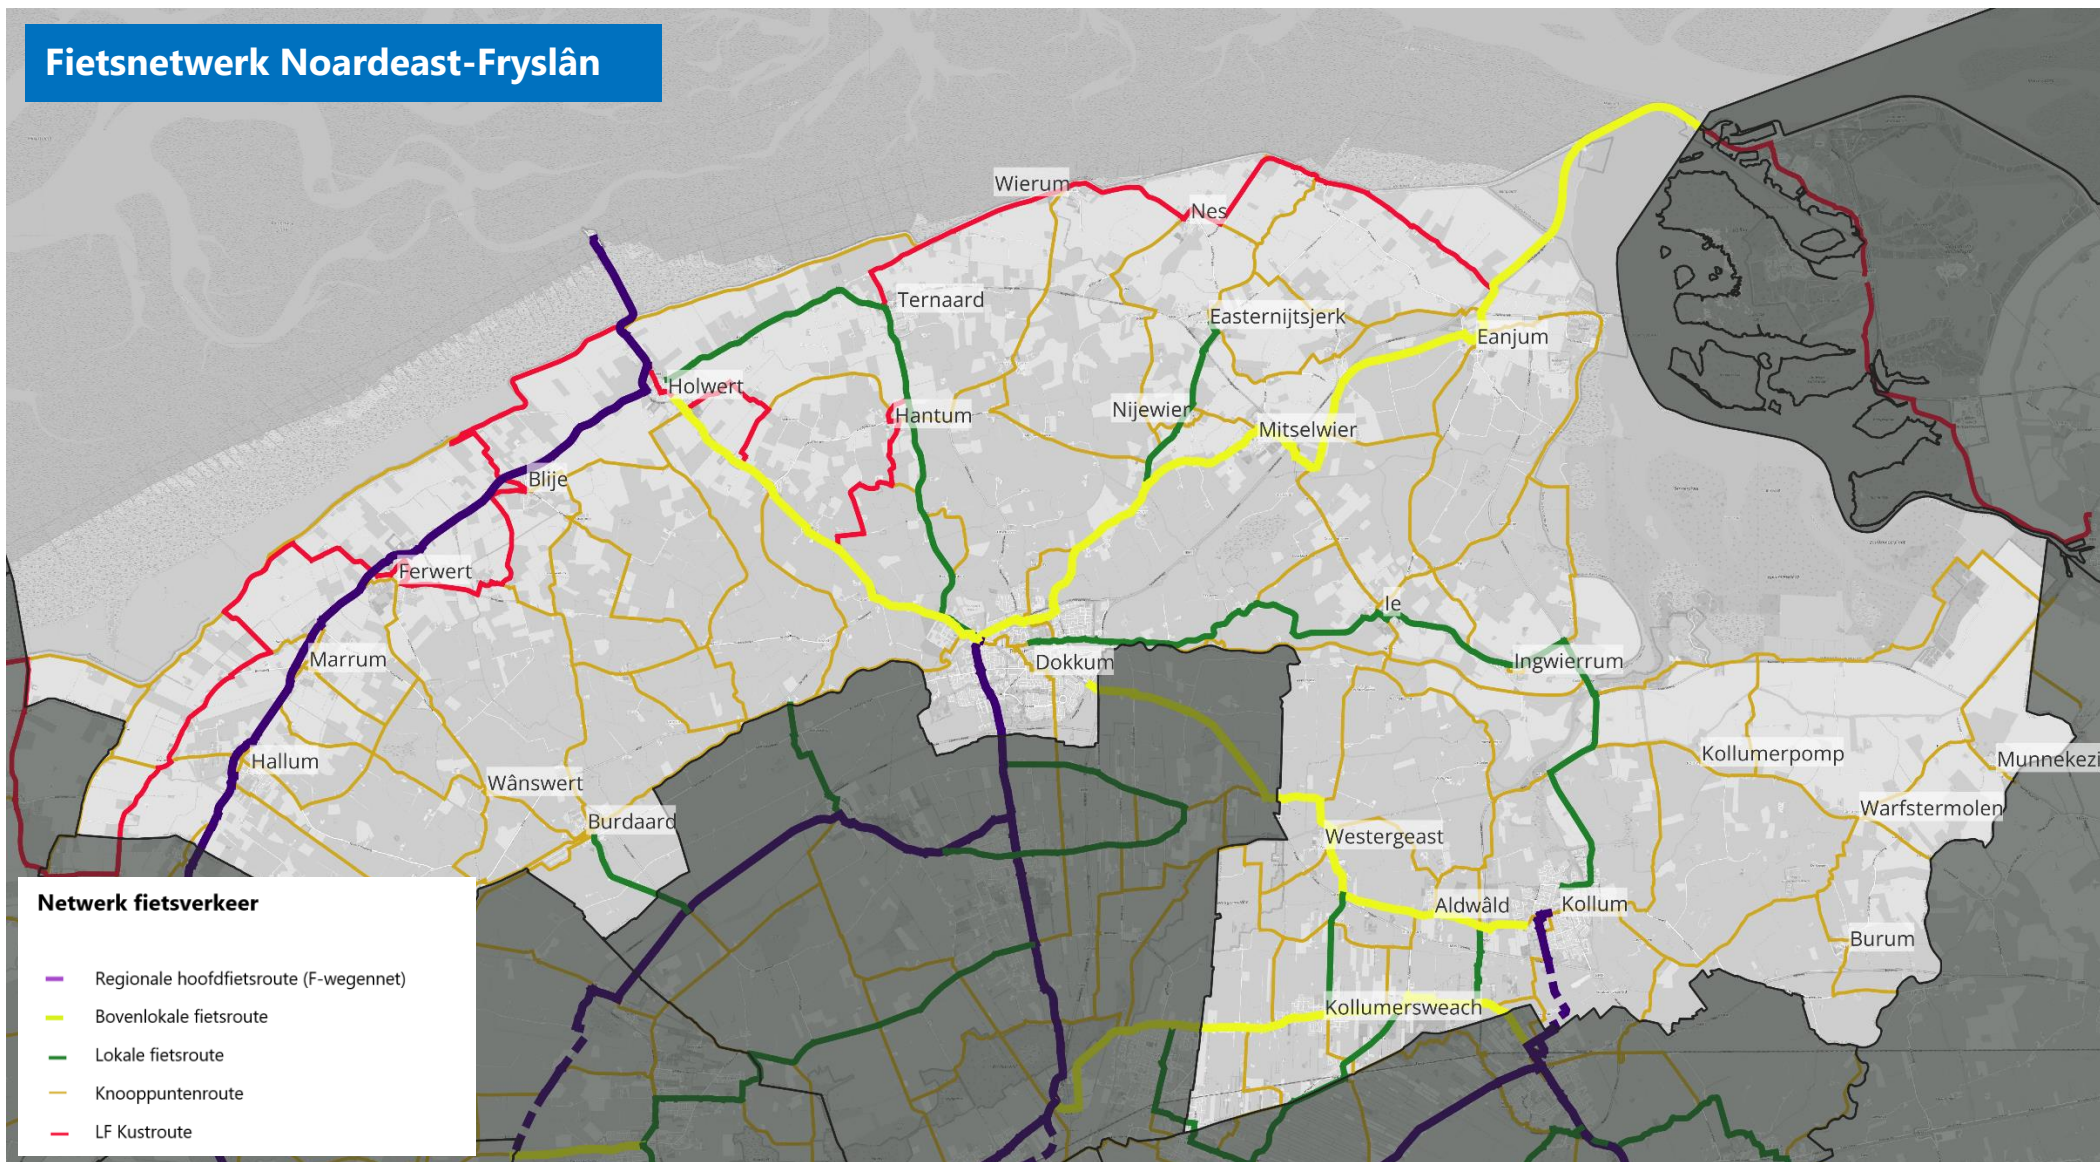 Fietsnetwerk Noardeast-Fryslân
Wierum
Nes
Ternaard
Easternijtsjerk
Eanjum
Holwert
Hantum
Nijewier
Mitselwier
Blije
Ferwert
Ie
Marrum
Dokkum
Ingwierrum
Hallum
Wânswert
Kollumerpomp
Munnekezi
Burdaard
Warfstermolen
Westergeast
Aldwâld
Kollum
Burum
Kollumersweach
Netwerk fietsverkeer
Regionale hoofdfietsroute (F-wegennet)
Bovenlokale fietsroute
Lokale fietsroute
Knooppuntenroute
LF Kustroute